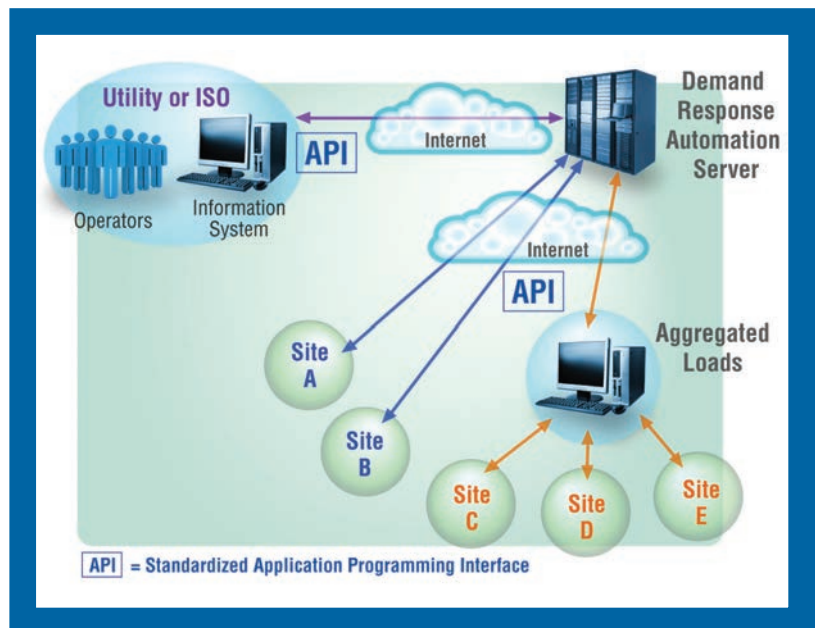 Utility or ISO
Operators
Information
System
API
Internet
Demand
Response
Automation
Server
Internet
API
Site
A
Site
B
Aggregated
Loads
Site
C
Site
D
Site
E
API = Standardized Application Programming Interface